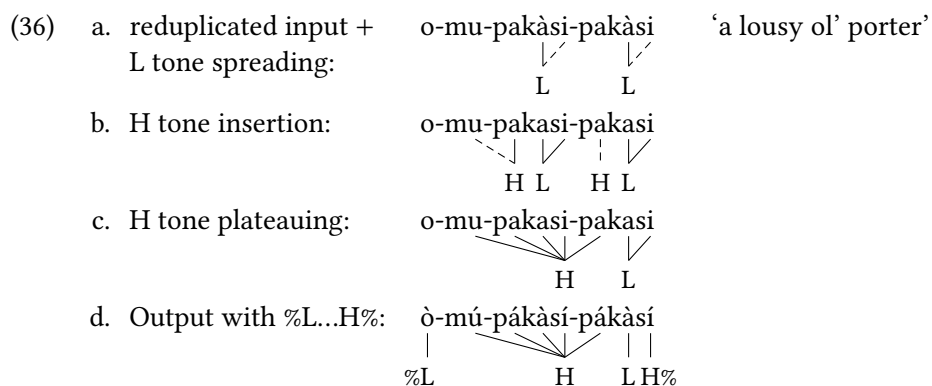 (36) a. reduplicated input + o-mu-pakàsi-pakàsi ‘a lousy ol’ porter’
L tone spreading:
L L
b. H tone insertion: o-mu-pakasi-pakasi
H L H L
c. H tone plateauing: o-mu-pakasi-pakasi
H L
d. Output with %L...H%: ò-mú-pákàsí-pákàsí
%L H L H%